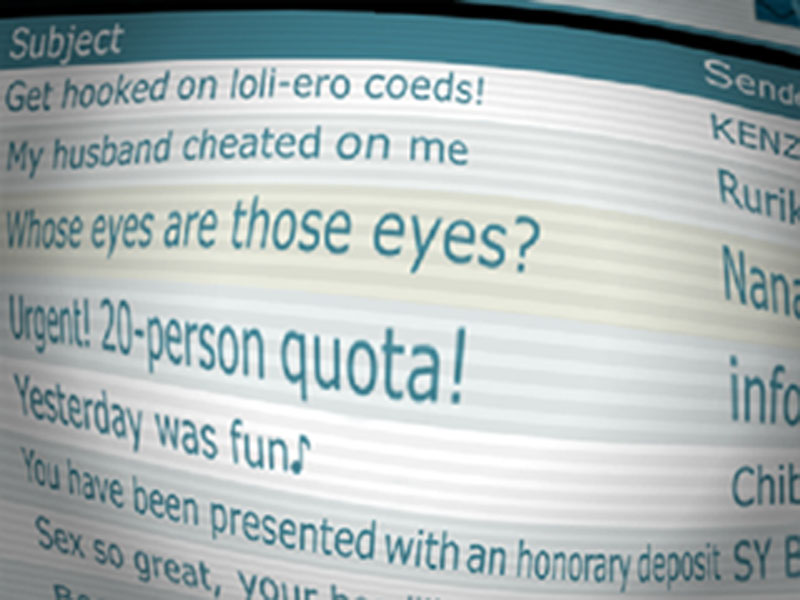 Subject
Get hooked on loli-ero coeds!
KENZ
My husband cheated on me
Rurik
Whose eyes are those eyes?
Nana
Urgent! 20-person quota!
info
Yesterday was fun♪
Chib
You have been presented with an honorary deposit SY B
Sex so great, your